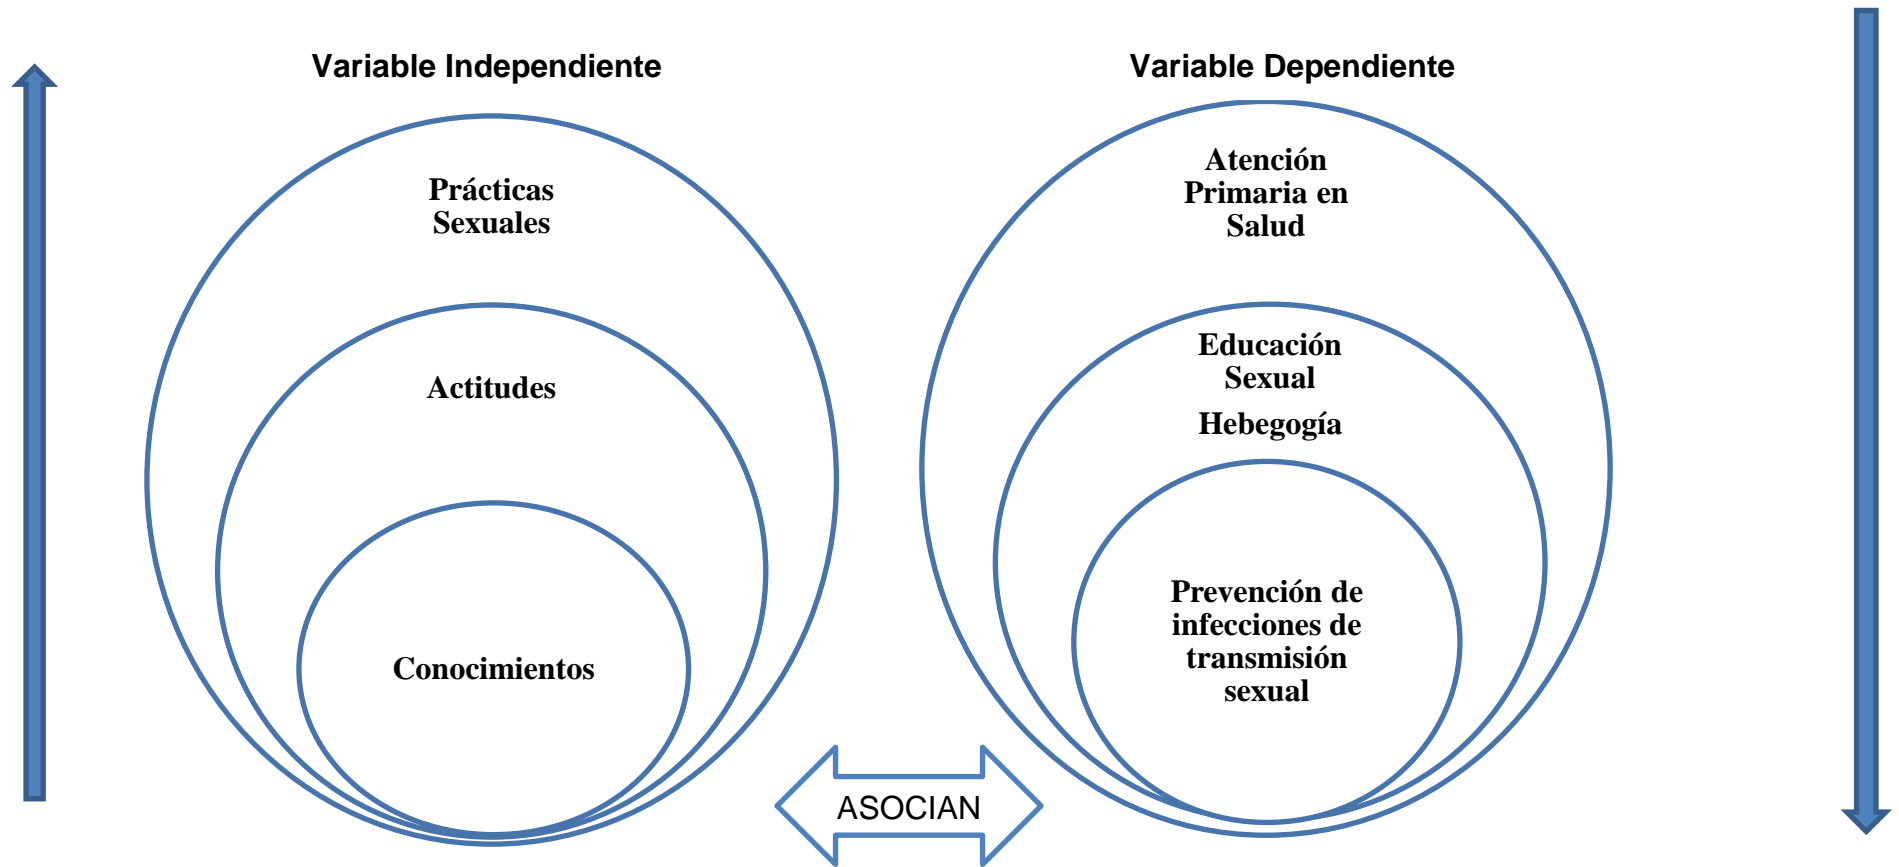 Variable Independiente
Prácticas
Sexuales
Actitudes
Conocimientos
Variable Dependiente
Atención
Primaria en
Salud
Educación
Sexual
Hebegogía
Prevención de
infecciones de
transmisión
sexual
ASOCIAN